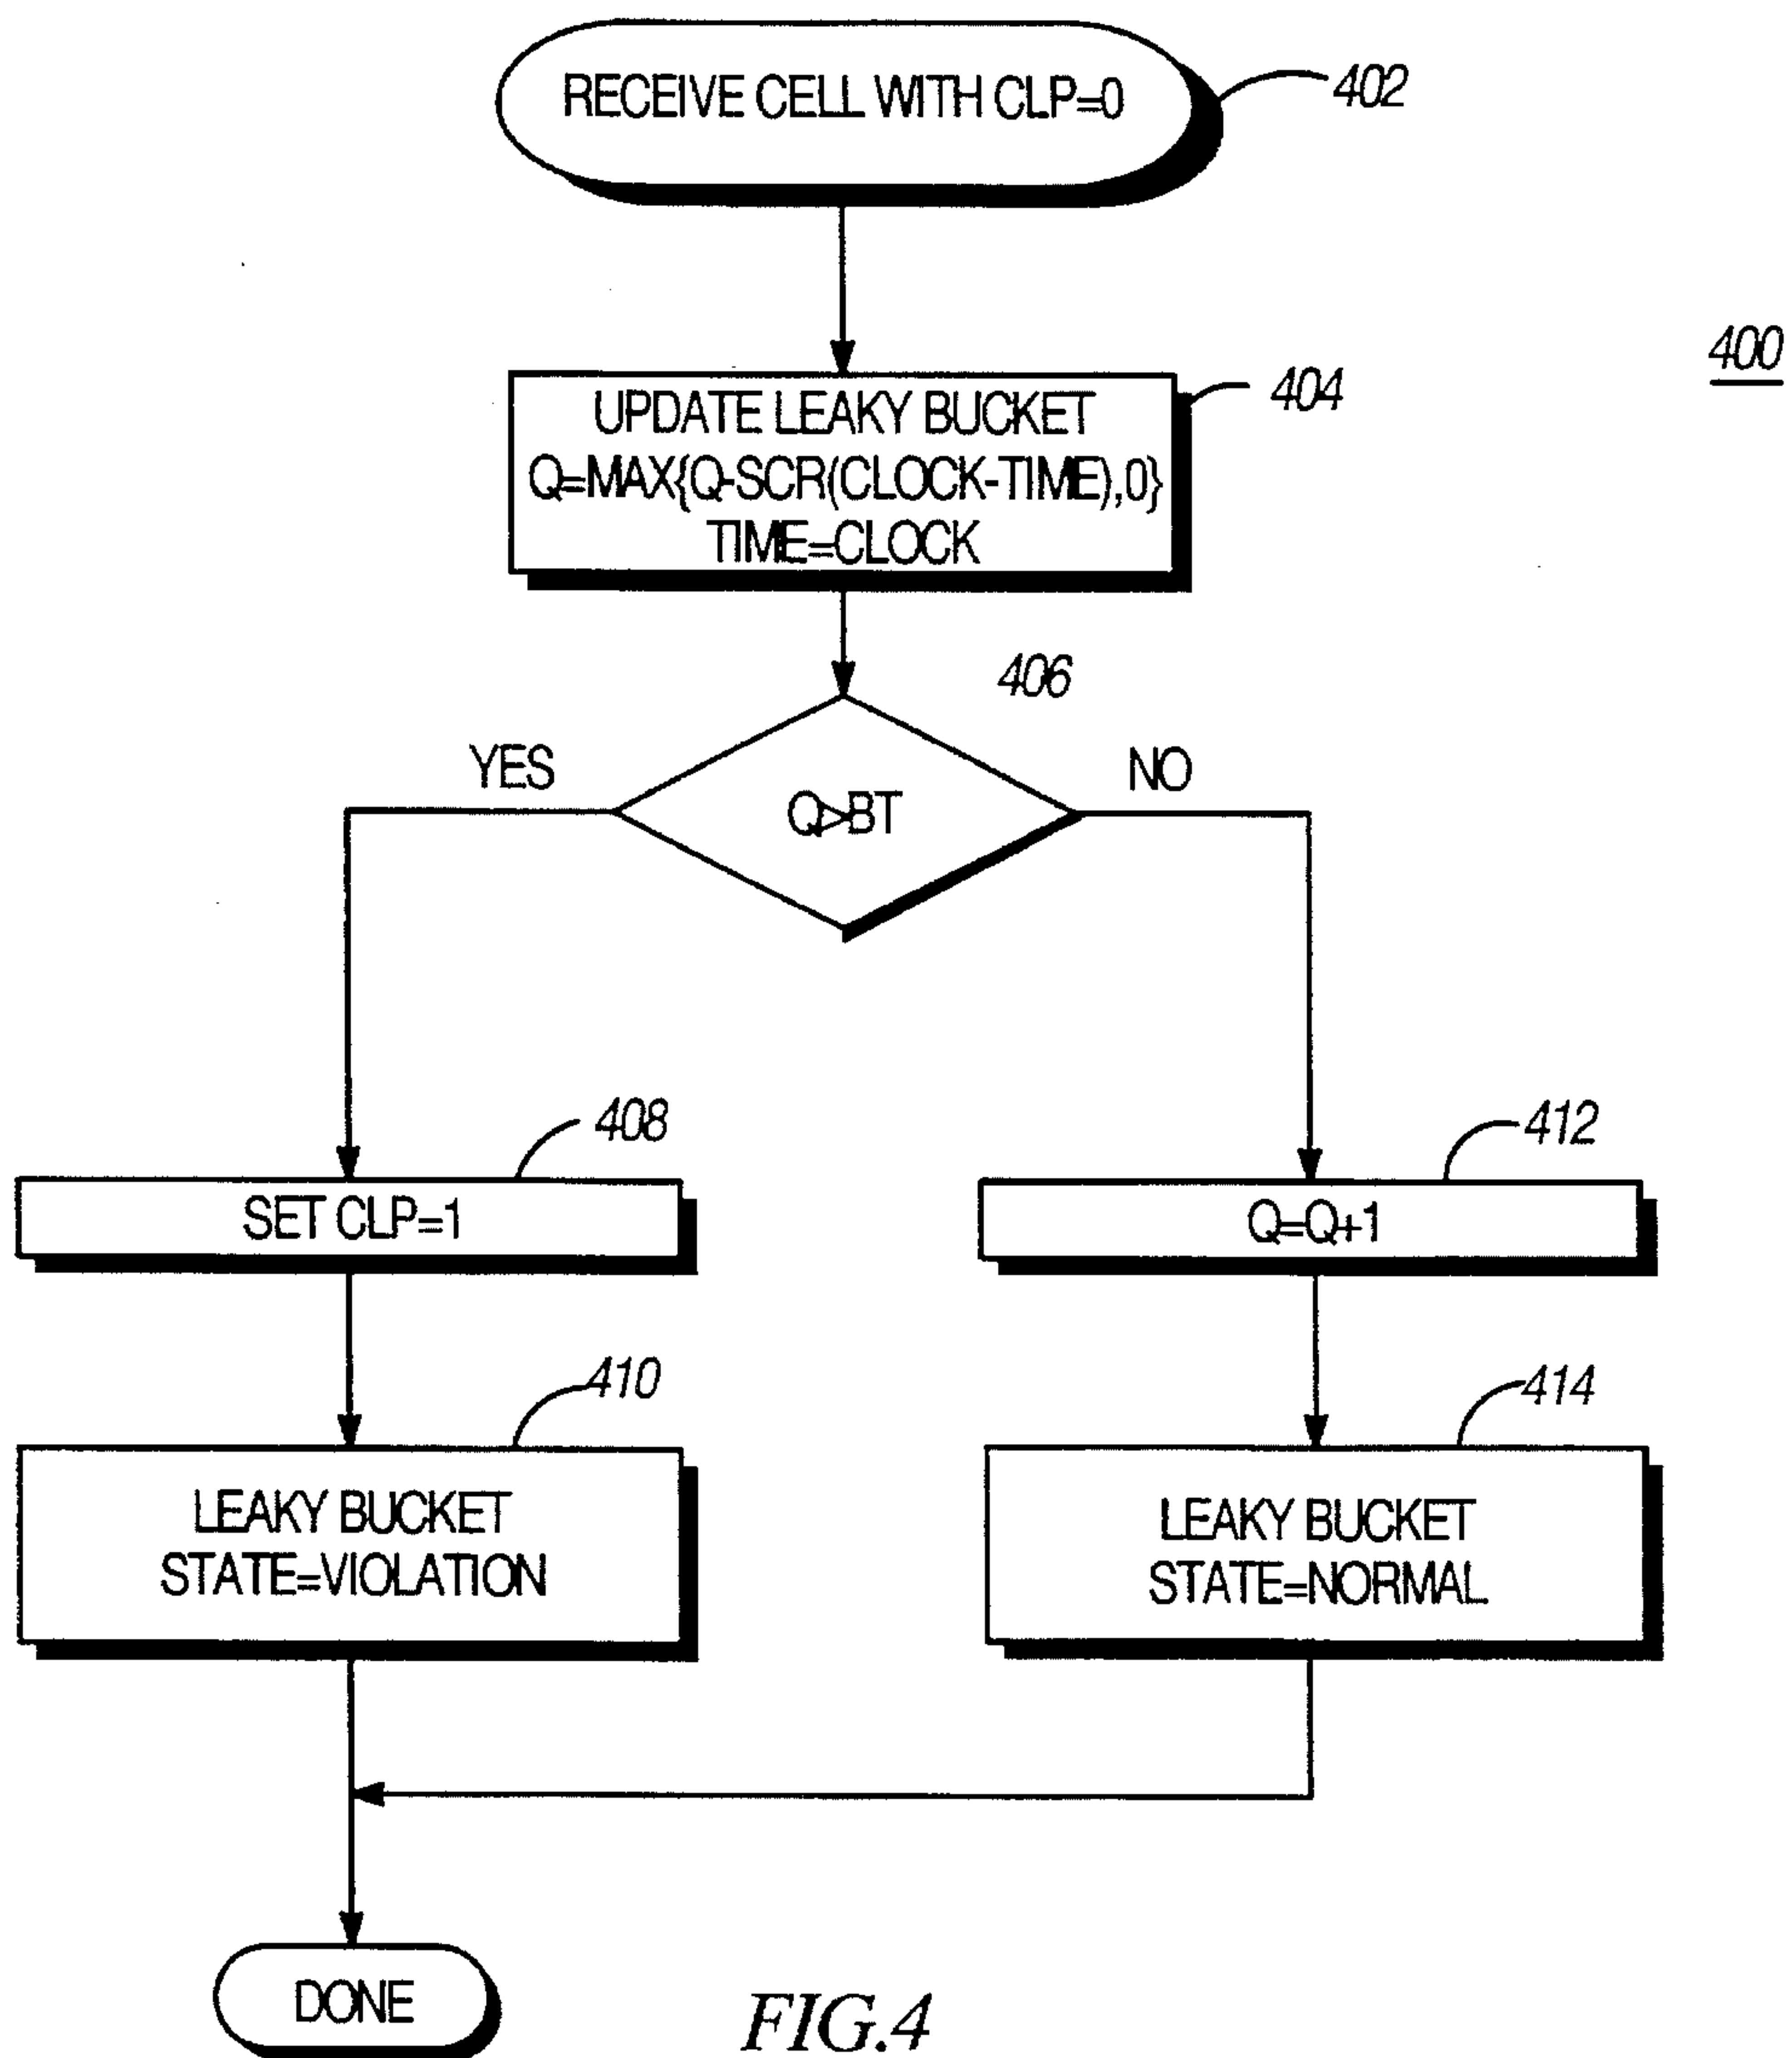 RECEIVE CELL WITH CLP=0
402
400
UPDATE LEAKY BUCKET
Q=MAX{Q-SCR(CLOCK-TIME),0}
TIME=CLOCK
404
406
YES
NO
Q>BT
408
412
SET CLP=1
Q=Q+1
410
414
LEAKY BUCKET
STATE=VIOLATION
LEAKY BUCKET
STATE=NORMAL
DONE
FIG.4